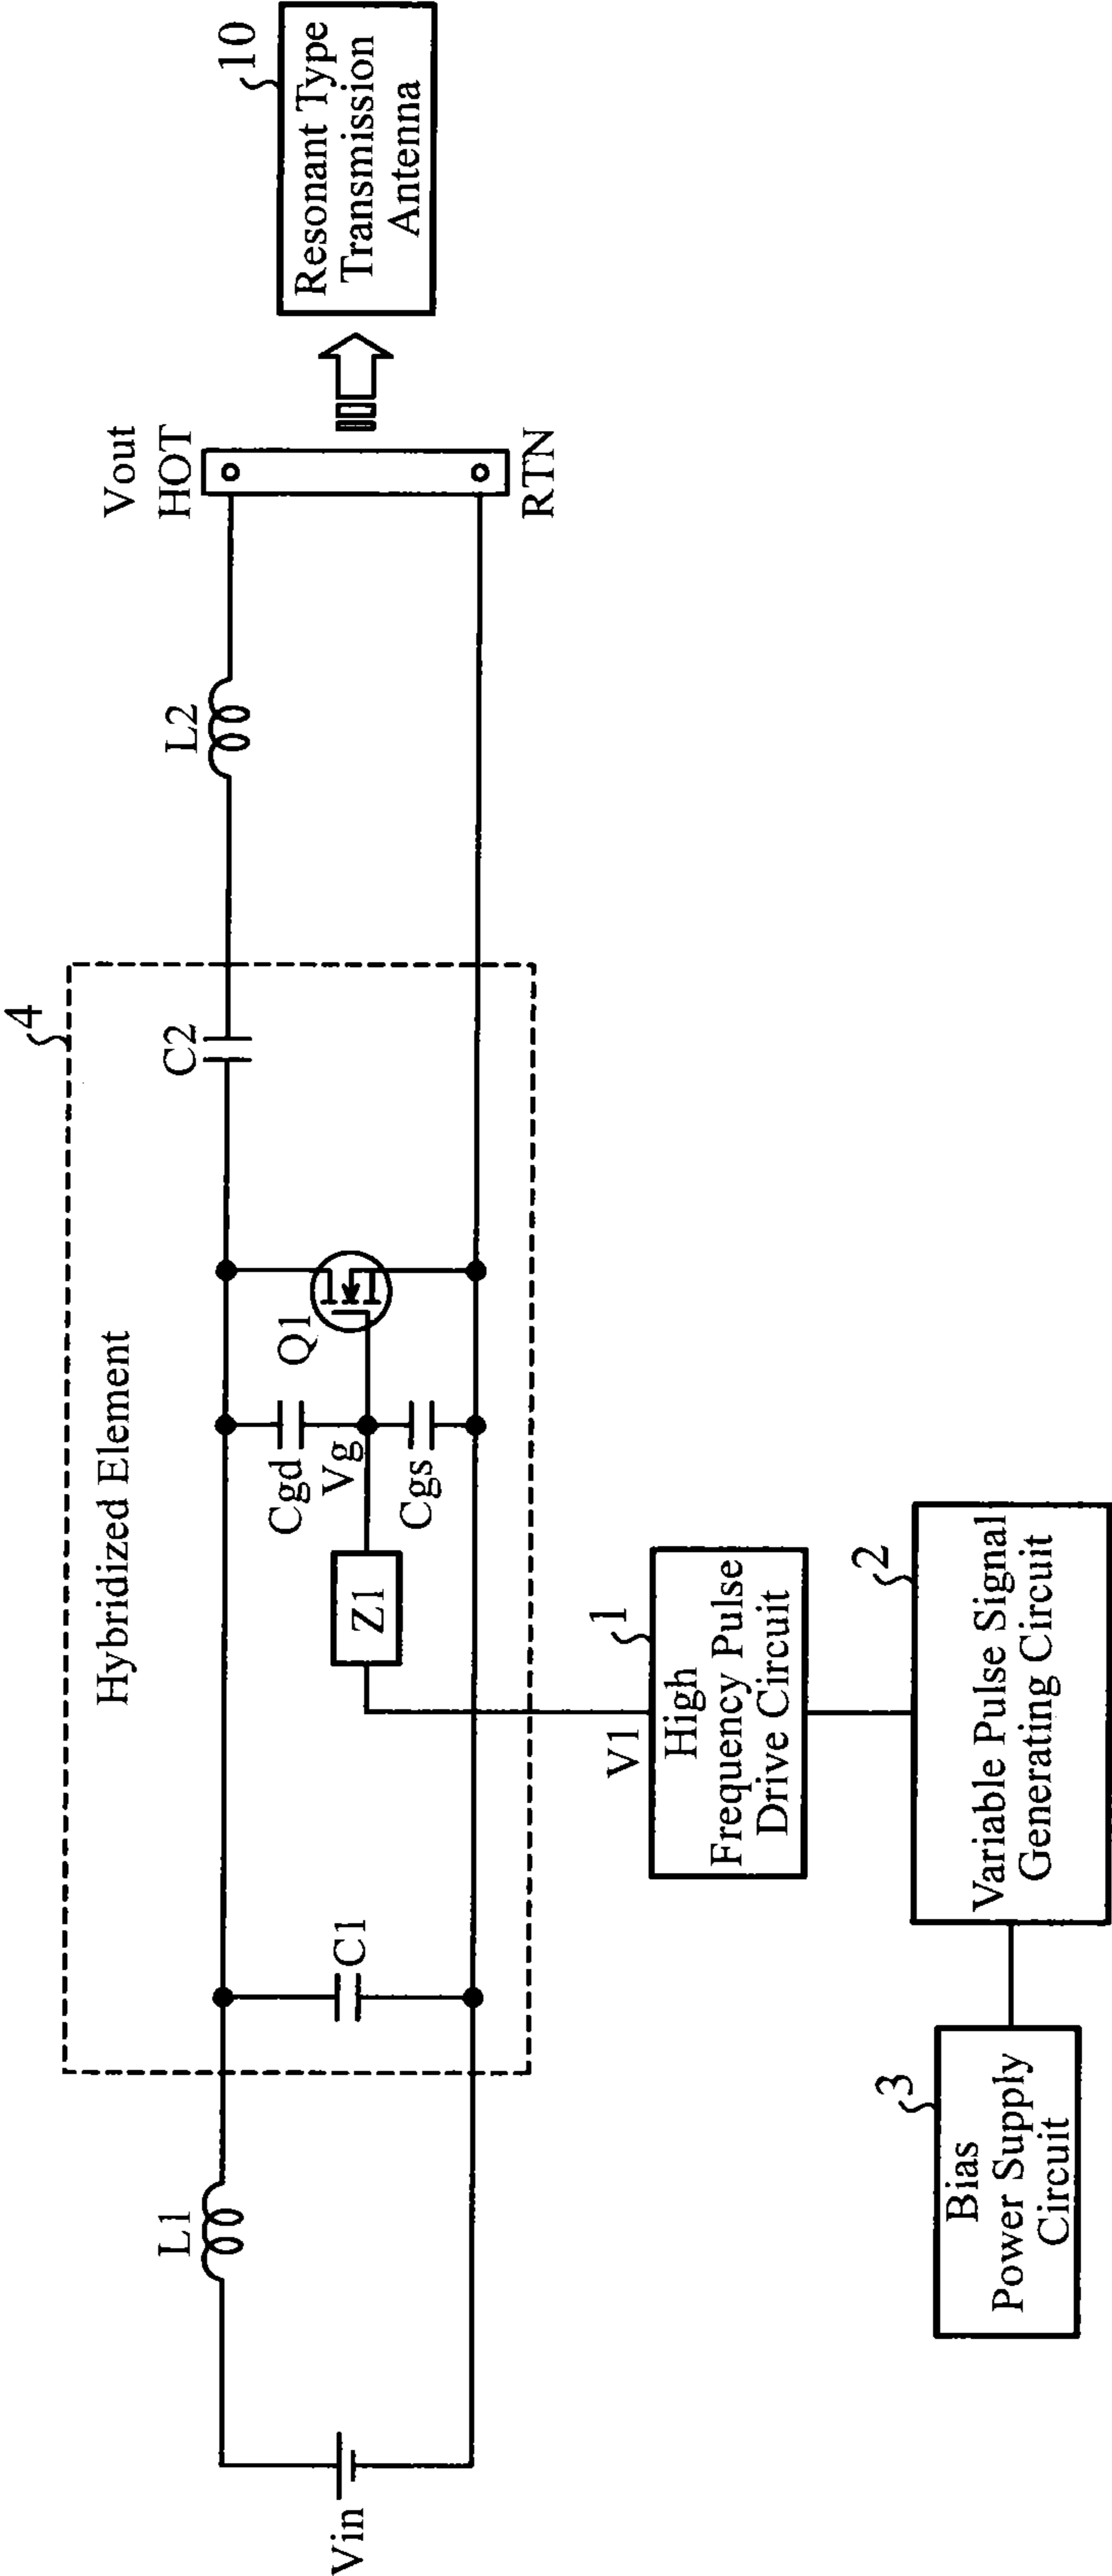 4
Hybridized Element
Vout
HOT
10
Resonant Type
Transmission
Antenna
L1
C2
L2
Vin
C1
Z1
Cgd
Vg
Cgs
Q1
RTN
V1
1
High
Frequency Pulse
Drive Circuit
3
Bias
Power Supply
Circuit
2
Variable Pulse Signal
Generating Circuit